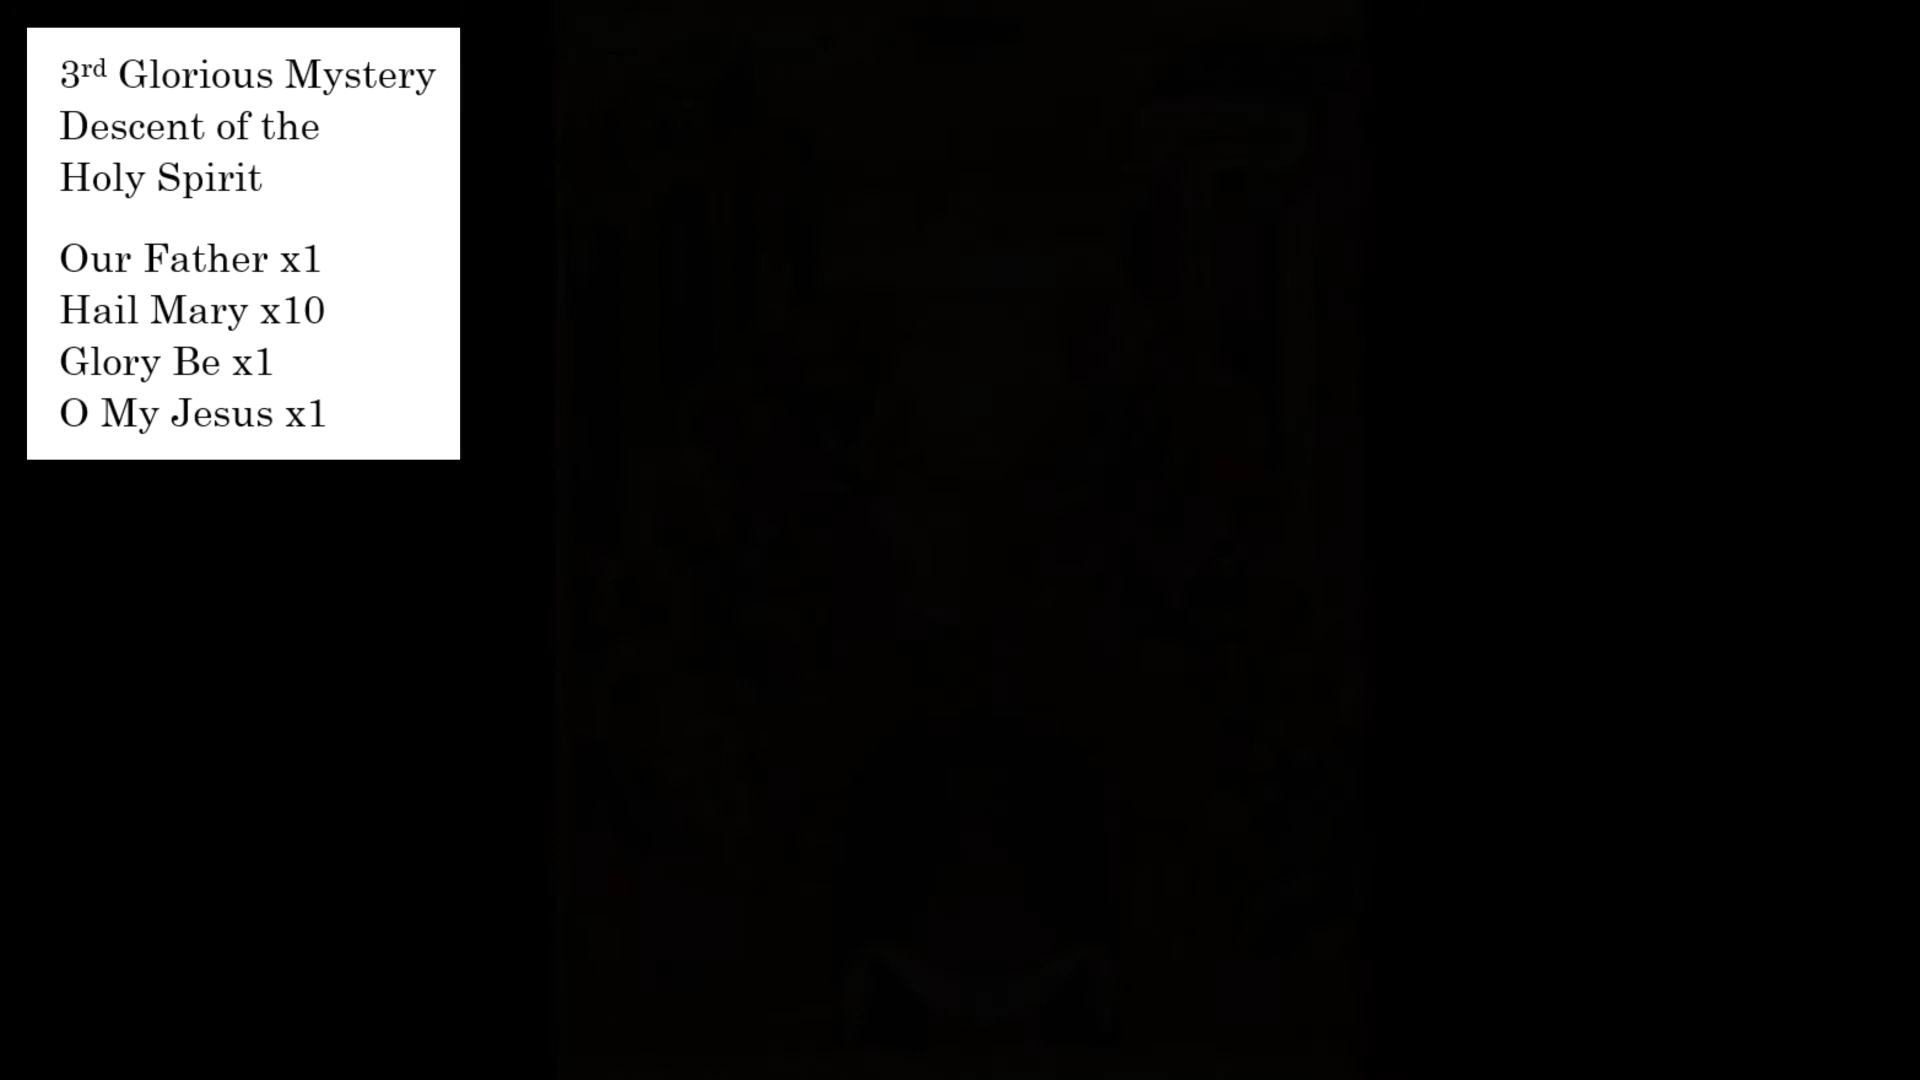 3rd Glorious Mystery
Descent of the
Holy Spirit
Our Father x1
Hail Mary x10
Glory Be x1
O My Jesus x1